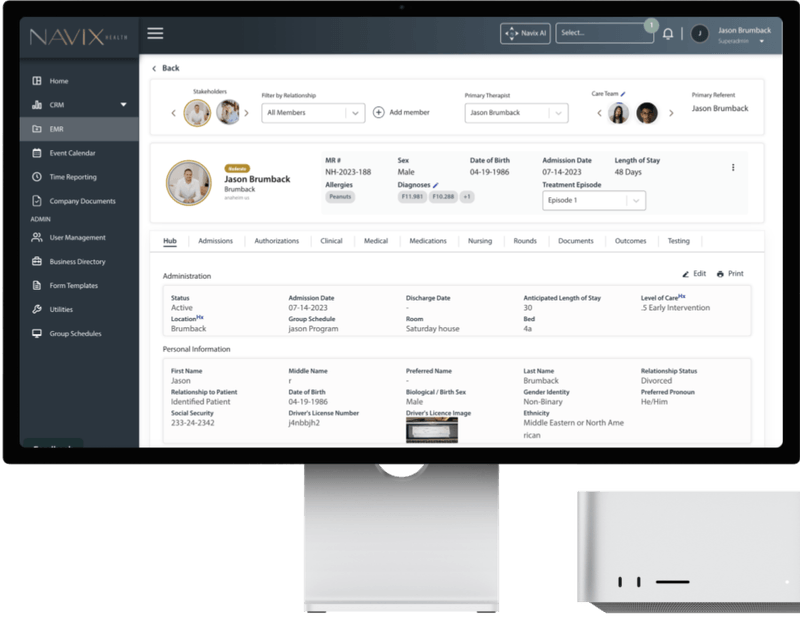 NAVIX HEALTH
Navix AI
Select...
1
J
Jason Brumback
Superadmin
Home
CRM
EMR
Event Calendar
Time Reporting
Company Documents
ADMIN
User Management
Business Directory
Form Templates
Utilities
Group Schedules
Back
Stakeholders
Filter by Relationship
All Members
Add member
Primary Therapist
Jason Brumback
Care Team
Primary Referent
Jason Brumback
Jason Brumback
Brumback
anaheim us
MR #
NH-2023-188
Sex
Male
Date of Birth
04-19-1986
Admission Date
07-14-2023
Length of Stay
48 Days
Allergies
Peanuts
Diagnoses
F11.981 F10.288 +1
Treatment Episode
Episode 1
Hub Admissions Authorizations Clinical Medical Medications Nursing Rounds Documents Outcomes Testing
Administration
Edit Print
Status Admission Date Discharge Date Anticipated Length of Stay Level of Care Hx
Active 07-14-2023 - 30 .5 Early Intervention
Location Hx Group Schedule Room Bed
Brumback jason Program Saturday house 4a
Personal Information
First Name Middle Name Preferred Name Last Name Relationship Status
Jason r - Brumback Divorced
Relationship to Patient Date of Birth Biological / Birth Sex Gender Identity Preferred Pronoun
Identified Patient 04-19-1986 Male Non-Binary He/Him
Social Security Driver's License Number Driver's Licence Image Ethnicity
233-24-2342 j4nbbjh2 Middle Eastern or North Ame
rican